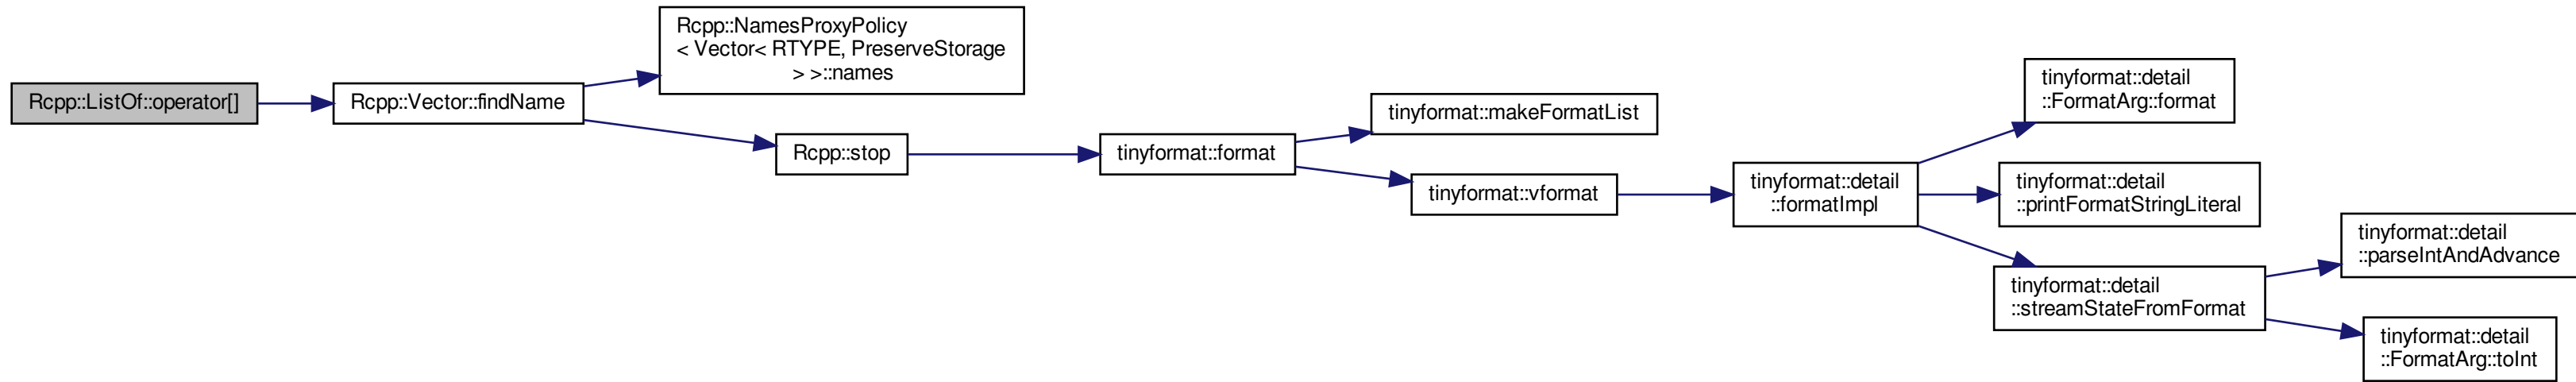 Rcpp::ListOf::operator[]
Rcpp::Vector::findName
Rcpp::NamesProxyPolicy
< Vector< RTYPE, PreserveStorage
> >::names
Rcpp::stop
tinyformat::format
tinyformat::makeFormatList
tinyformat::vformat
tinyformat::detail
::formatImpl
tinyformat::detail
::FormatArg::format
tinyformat::detail
::printFormatStringLiteral
tinyformat::detail
::streamStateFromFormat
tinyformat::detail
::parseIntAndAdvance
tinyformat::detail
::FormatArg::toInt